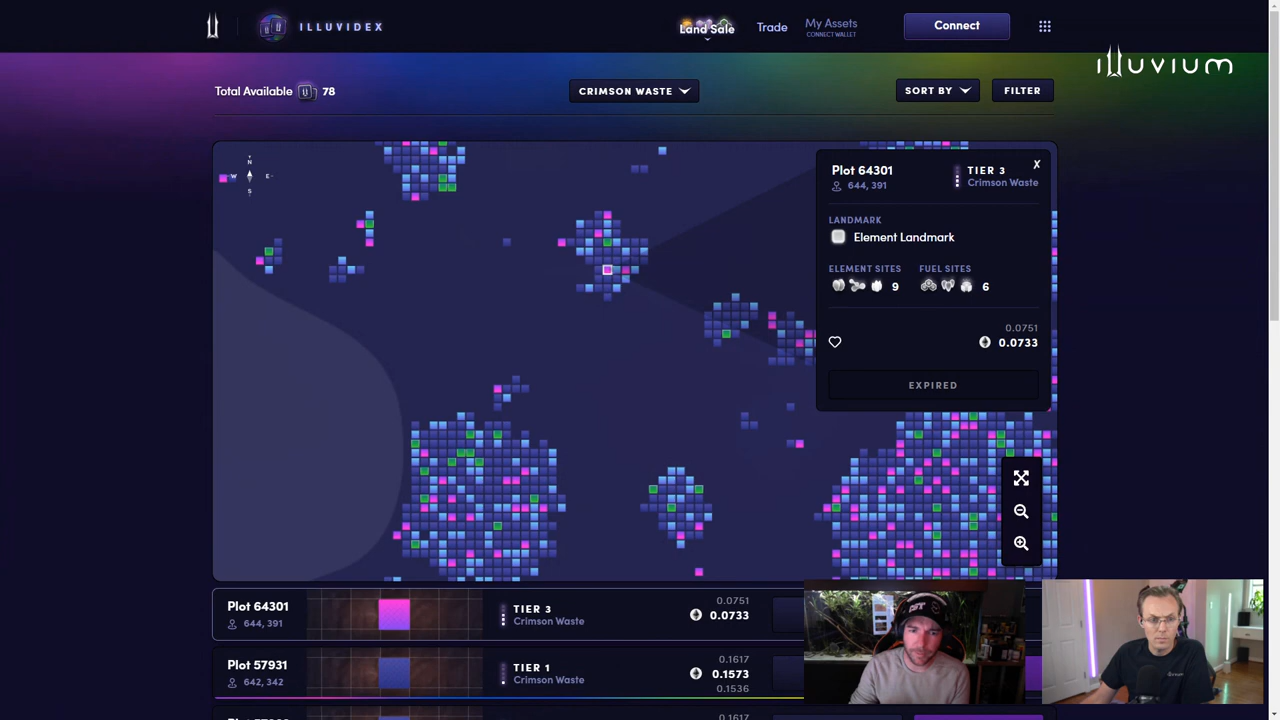 ILLUVIDEX
Land Sale
Trade
My Assets
CONNECT WALLET
Connect
ILLUVIUM
Total Available 78
CRIMSON WASTE
SORT BY
FILTER
N
W E
S
Plot 64301
644, 391
TIER 3
Crimson Waste
X
LANDMARK
Element Landmark
ELEMENT SITES
9
FUEL SITES
6
0.0751
0.0733
EXPIRED
Plot 64301
644, 391
TIER 3
Crimson Waste
0.0751
0.0733
Plot 57931
642, 342
TIER 1
Crimson Waste
0.1617
0.1573
0.1536